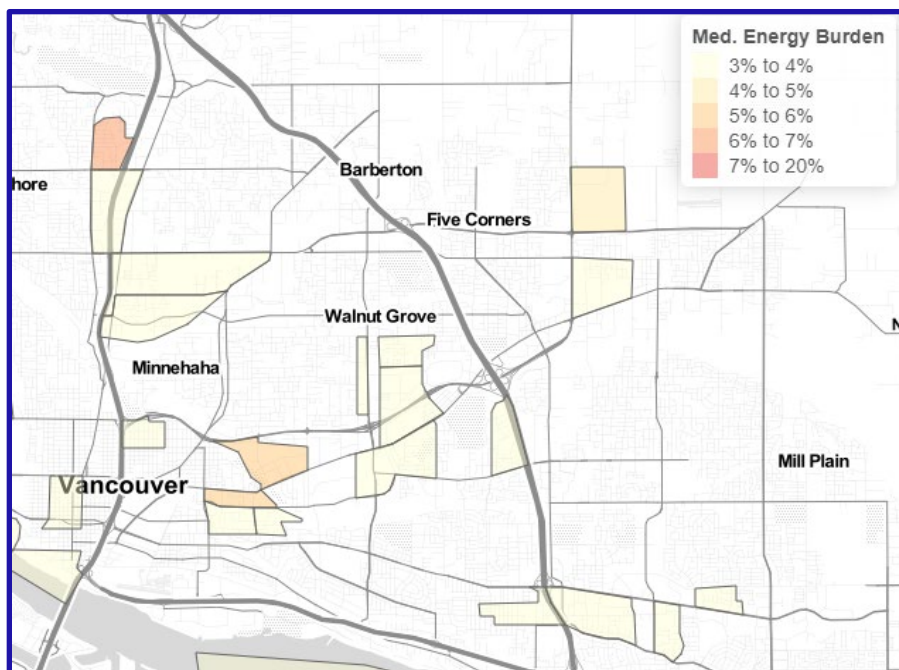 Med. Energy Burden
3% to 4%
4% to 5%
5% to 6%
6% to 7%
7% to 20%
Barberton
hore
Five Corners
Walnut Grove
N
Minnehaha
Mill Plain
Vancouver